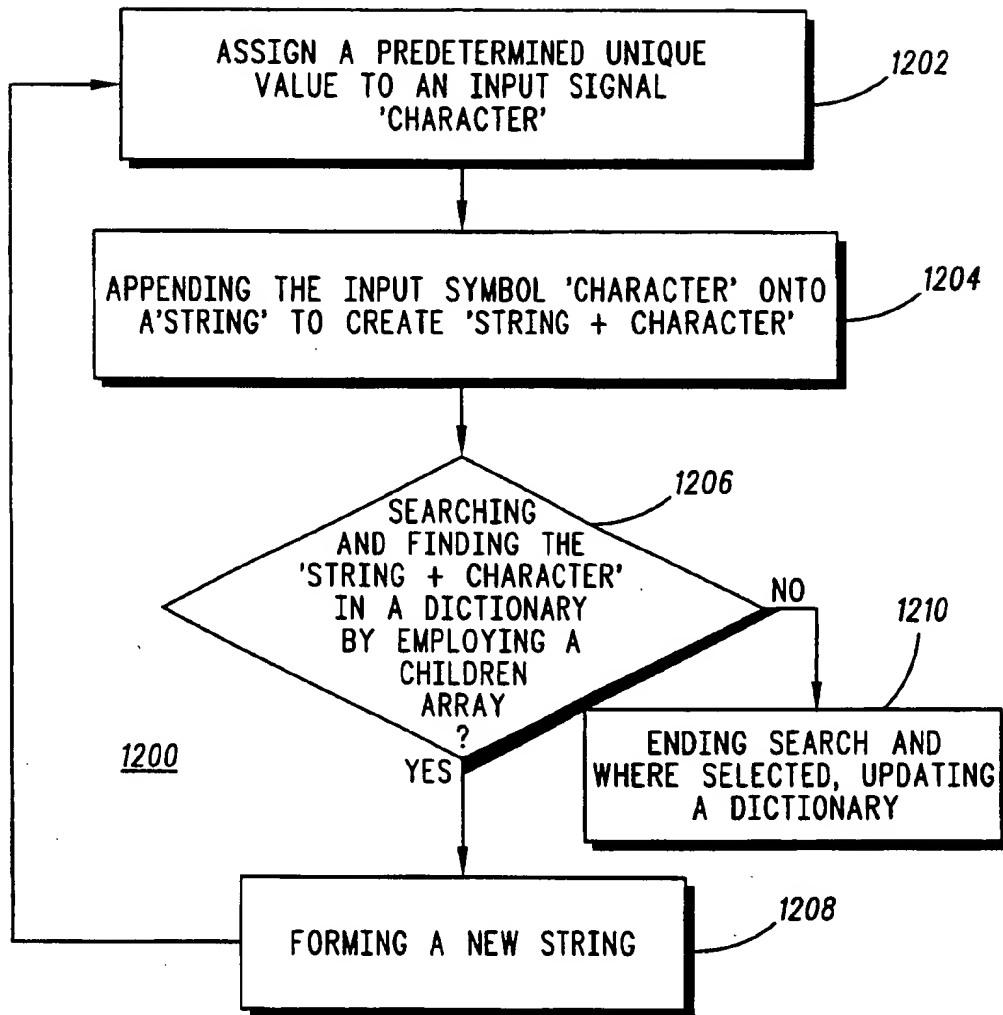 ASSIGN A PREDETERMINED UNIQUE
VALUE TO AN INPUT SIGNAL
'CHARACTER'
1202
APPENDING THE INPUT SYMBOL 'CHARACTER' ONTO
A'STRING' TO CREATE 'STRING + CHARACTER'
1204
SEARCHING
AND FINDING THE
'STRING + CHARACTER'
IN A DICTIONARY
BY EMPLOYING A
CHILDREN
ARRAY
?
1206
NO
1210
ENDING SEARCH AND
WHERE SELECTED, UPDATING
A DICTIONARY
1200
YES
FORMING A NEW STRING
1208